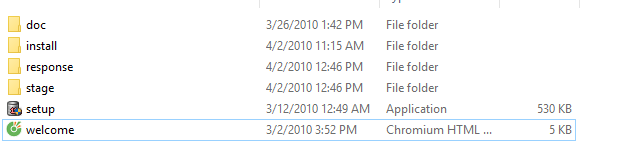 doc 3/26/2010 1:42 PM File folder
install 4/2/2010 11:15 AM File folder
response 4/2/2010 12:46 PM File folder
stage 4/2/2010 12:46 PM File folder
setup 3/12/2010 12:49 AM Application 530 KB
welcome 3/2/2010 3:52 PM Chromium HTML ... 5 KB